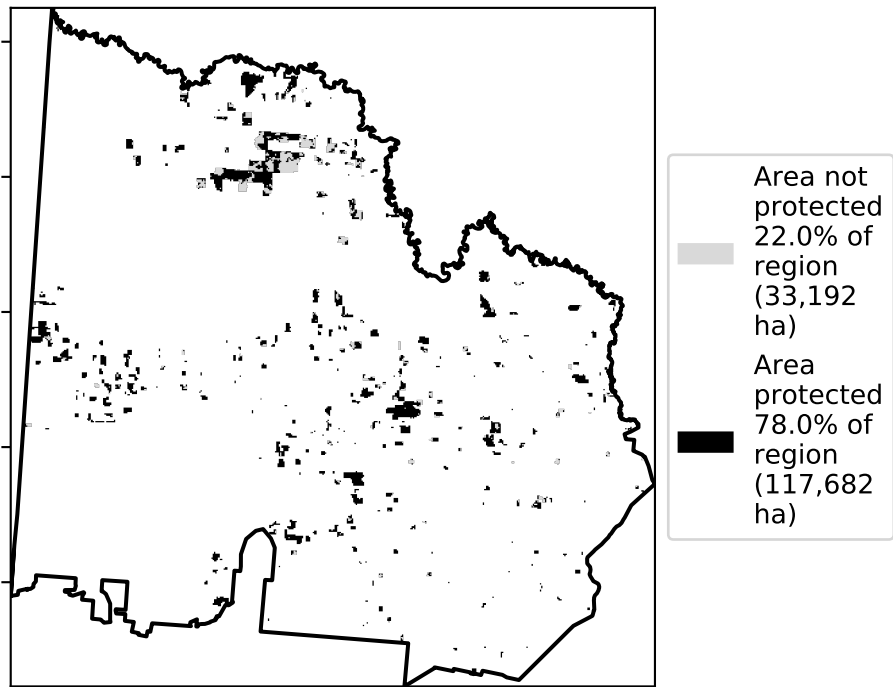 Area not
protected
22.0% of
region
(33,192
ha)
Area
protected
78.0% of
region
(117,682
ha)